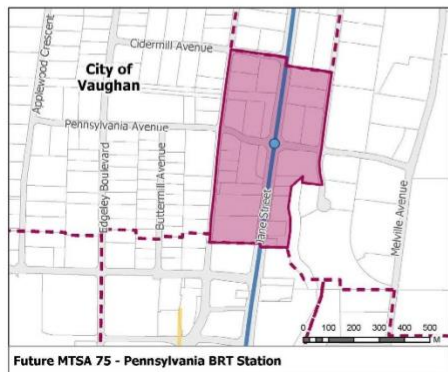 Cidermill Avenue
City of
Vaughan
Applewood Crescent
Pennsylvania Avenue
Edgeley Boulevard
Buttermill Avenue
Jane Street
Melville Avenue
0 100 200 300 400 500
M
Future MTSA 75 - Pennsylvania BRT Station